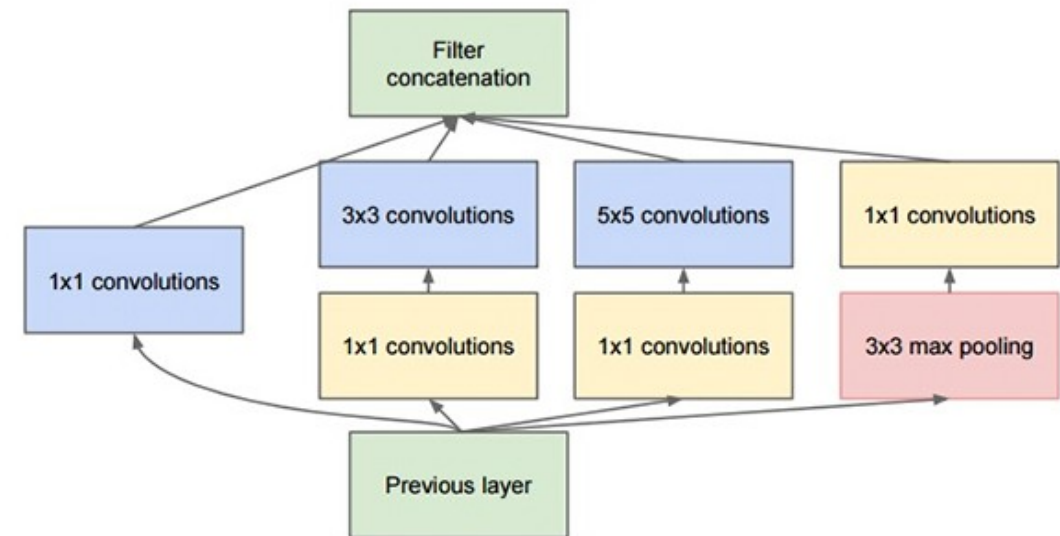 Filter
concatenation
3x3 convolutions
5x5 convolutions
1x1 convolutions
1x1 convolutions
1x1 convolutions
1x1 convolutions
3x3 max pooling
Previous layer